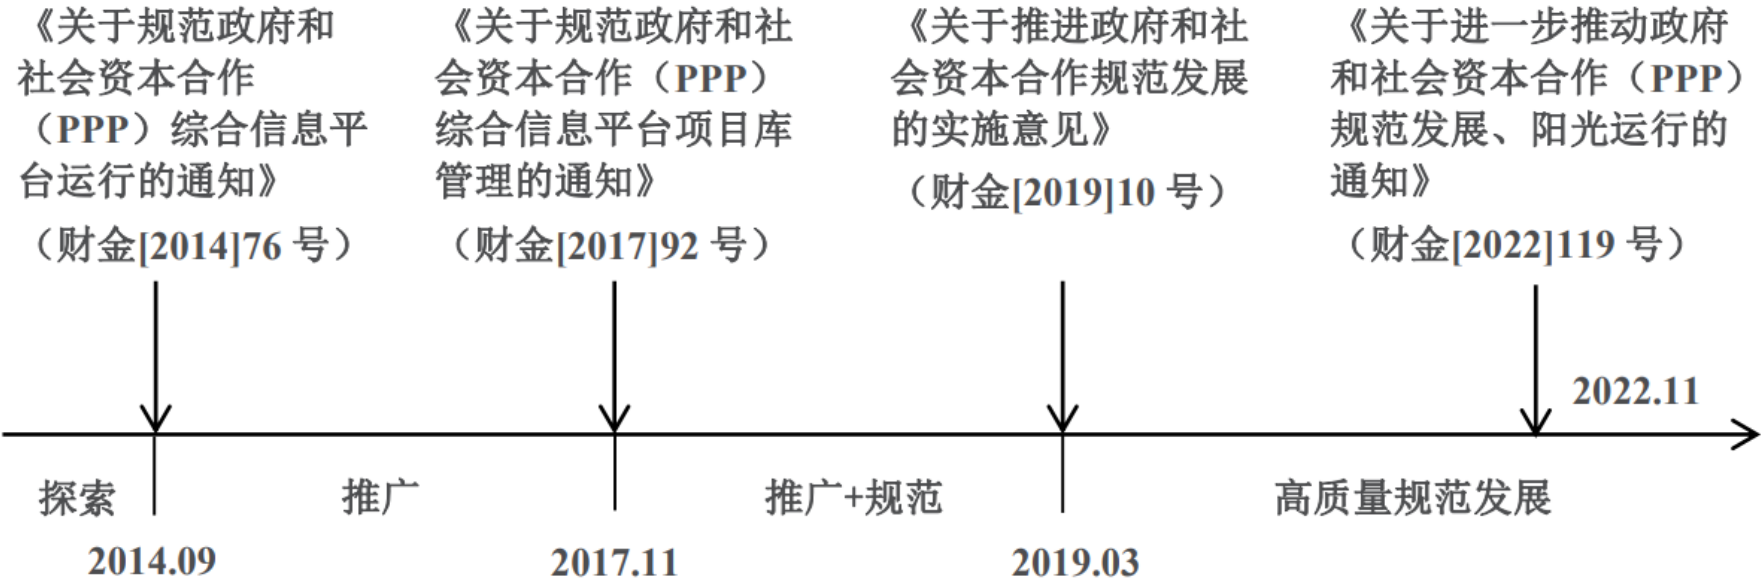 《关于规范政府和
社会资本合作
（PPP）综合信息平
台运行的通知》
（财金[2014]76 号）
《关于规范政府和社
会资本合作（PPP）
综合信息平台项目库
管理的通知》
（财金[2017]92 号）
《关于推进政府和社
会资本合作规范发展
的实施意见》
（财金[2019]10 号）
《关于进一步推动政府
和社会资本合作（PPP）
规范发展、阳光运行的
通知》
（财金[2022]119 号）
2022.11
探索
推广
推广+规范
高质量规范发展
2014.09
2017.11
2019.03